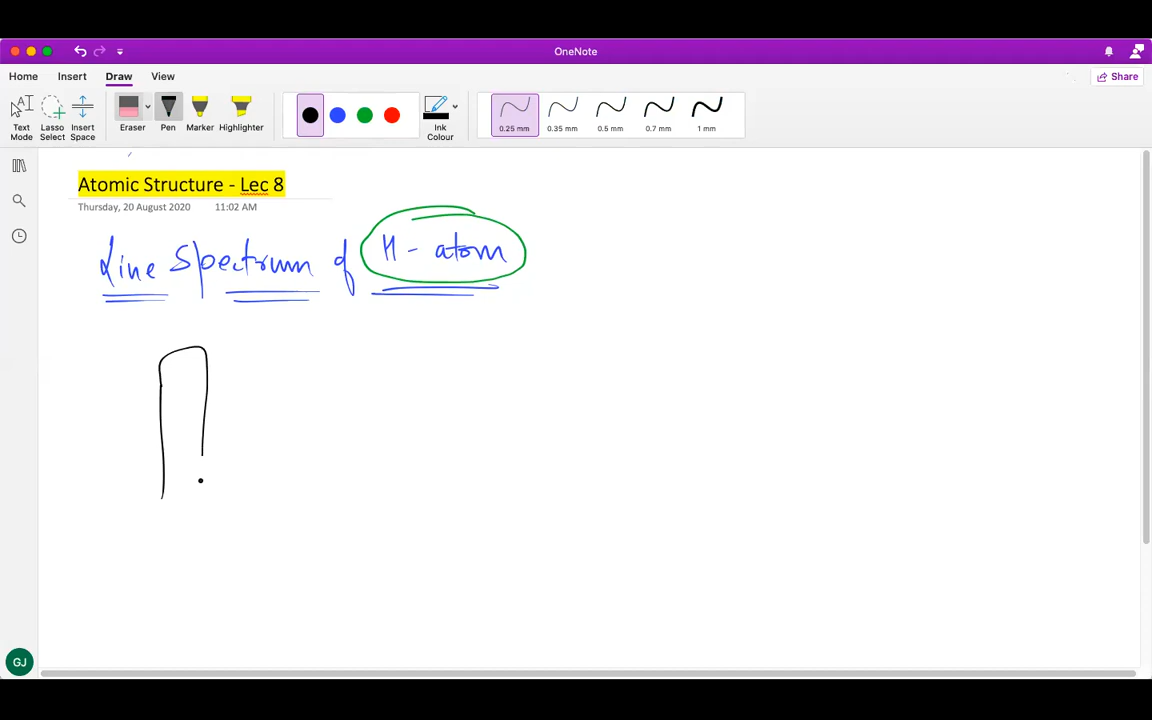 OneNote
Home Insert Draw View Share
Text Mode Lasso Select Insert Space Eraser Pen Marker Highlighter Ink Colour 0.25 mm 0.35 mm 0.5 mm 0.7 mm 1 mm
Atomic Structure - Lec 8
Thursday, 20 August 2020 11:02 AM
Line Spectrum of H - atom
GJ